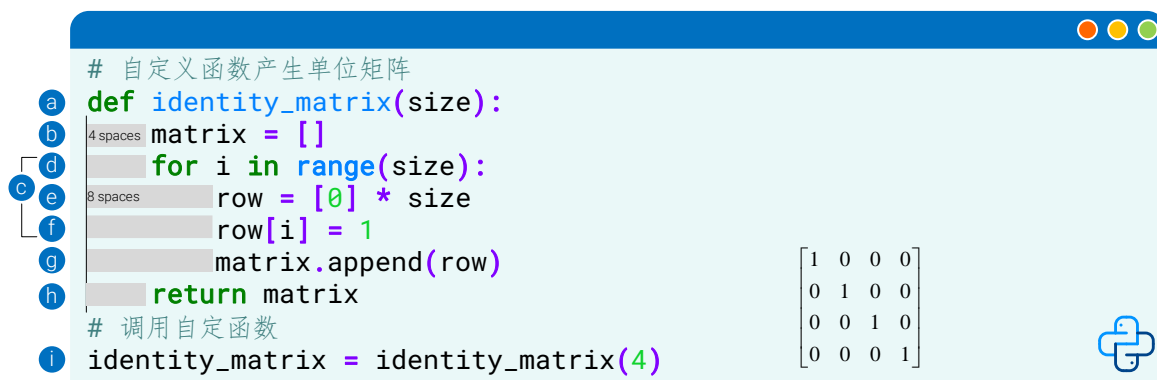 # 自定义函数产生单位矩阵
a def identity_matrix(size):
b 4 spaces matrix = []
d for i in range(size):
c
e 8 spaces row = [0] * size
f row[i] = 1
g matrix.append(row)
h return matrix
# 调用自定函数
i identity_matrix = identity_matrix(4)
1 0 0 0
0 1 0 0
0 0 1 0
0 0 0 1